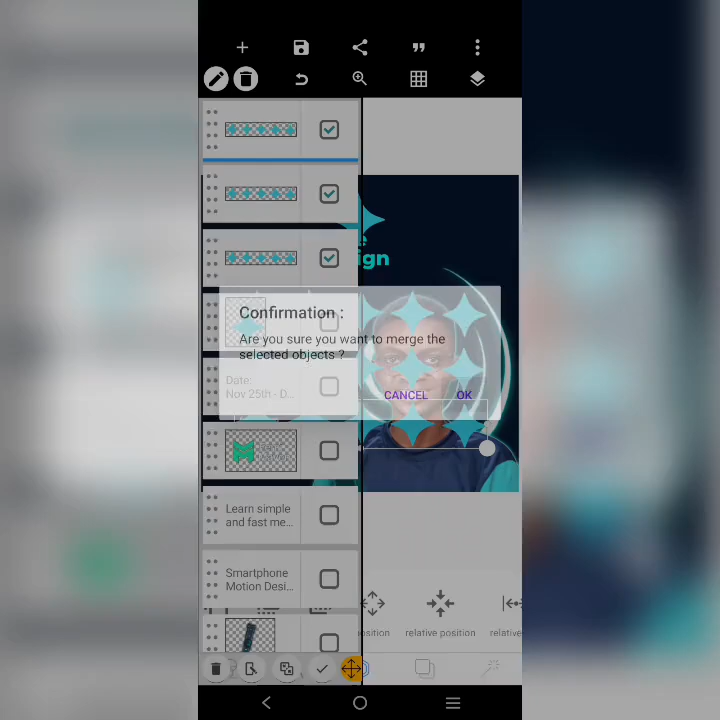 ign
Confirmation :
Are you sure you want to merge the
selected objects ?
CANCEL OK
Date:
Nov 25th - D...
Learn simple
and fast me...
Smartphone
Motion Desi...
osition
relative position
relative